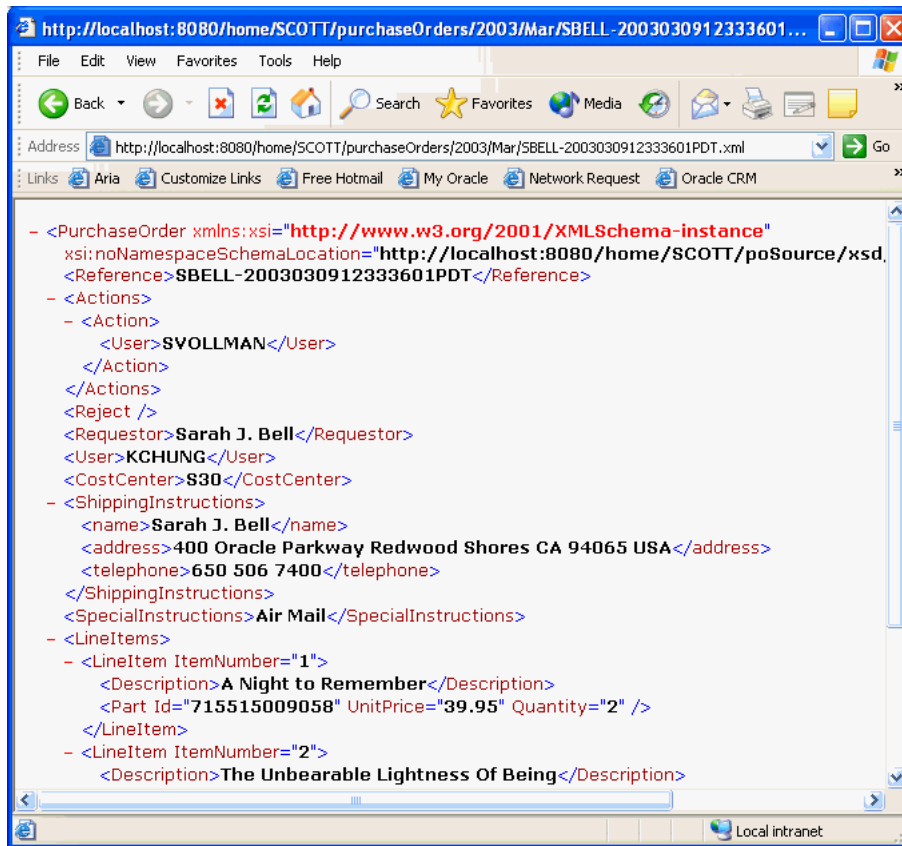 http://localhost:8080/home/SCOTT/purchaseOrders/2003/Mar/SBELL-2003030912333601...
File Edit View Favorites Tools Help
Back Search Favorites Media »
Address http://localhost:8080/home/SCOTT/purchaseOrders/2003/Mar/SBELL-2003030912333601PDT.xml Go
Links Aria Customize Links Free Hotmail My Oracle Network Request Oracle CRM »
- <PurchaseOrder xmlns:xsi="http://www.w3.org/2001/XMLSchema-instance"
xsi:noNamespaceSchemaLocation="http://localhost:8080/home/SCOTT/poSource/xsd,
<Reference>SBELL-2003030912333601PDT</Reference>
- <Actions>
- <Action>
<User>SVOLLMAN</User>
</Action>
</Actions>
<Reject />
<Requestor>Sarah J. Bell</Requestor>
<User>KCHUNG</User>
<CostCenter>S30</CostCenter>
- <ShippingInstructions>
<name>Sarah J. Bell</name>
<address>400 Oracle Parkway Redwood Shores CA 94065 USA</address>
<telephone>650 506 7400</telephone>
</ShippingInstructions>
<SpecialInstructions>Air Mail</SpecialInstructions>
- <LineItems>
- <LineItem ItemNumber="1">
<Description>A Night to Remember</Description>
<Part Id="715515009058" UnitPrice="39.95" Quantity="2" />
</LineItem>
- <LineItem ItemNumber="2">
<Description>The Unbearable Lightness Of Being</Description>
Local intranet